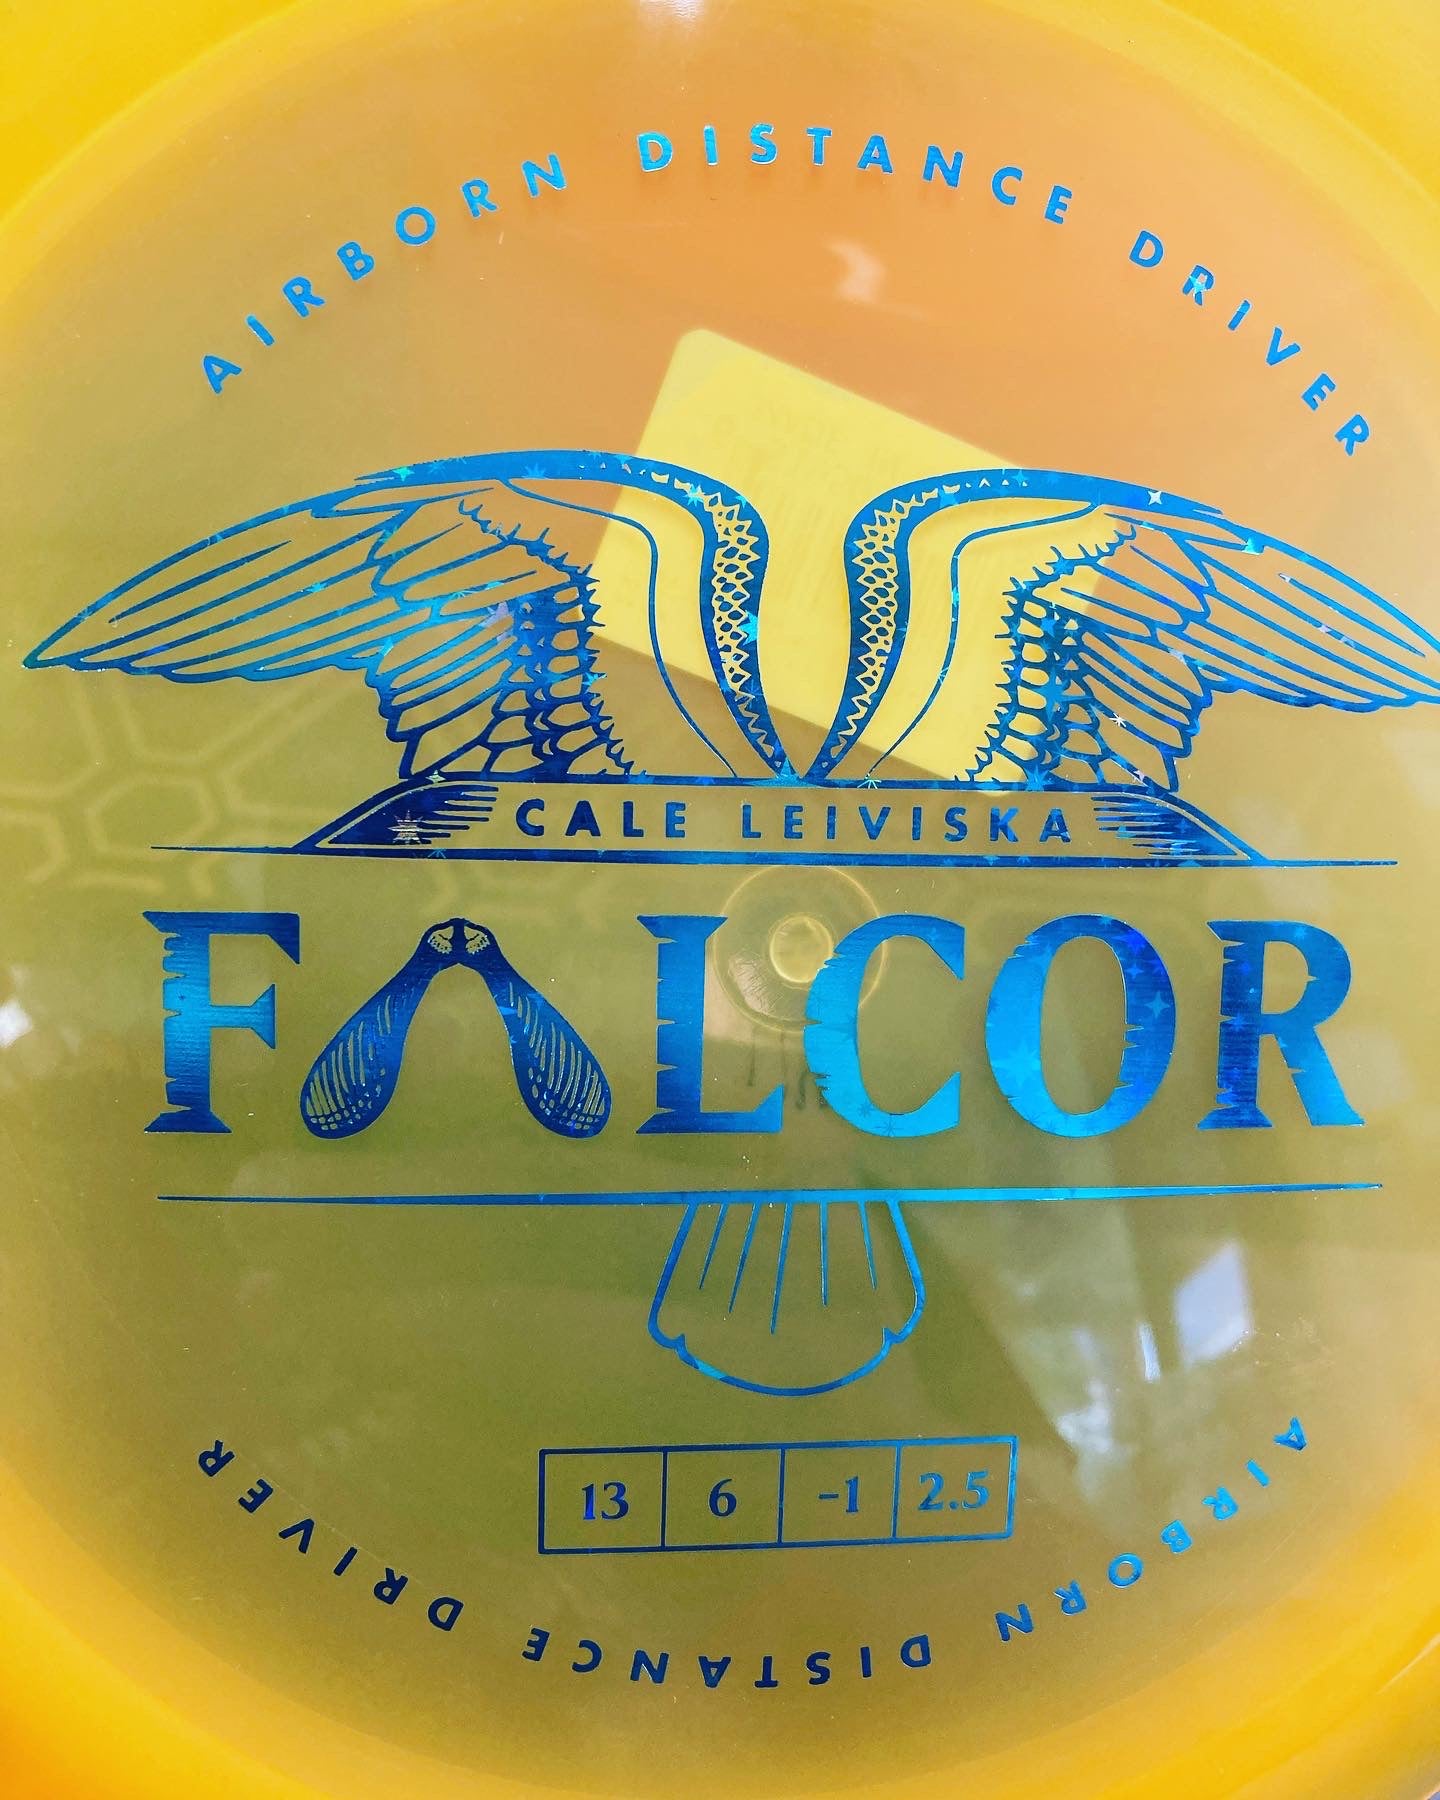 AIRBORN DISTANCE DRIVER
CALE LEIVISKA
FALCOR
13 6 -1 2.5
AIRBORN DISTANCE DRIVER